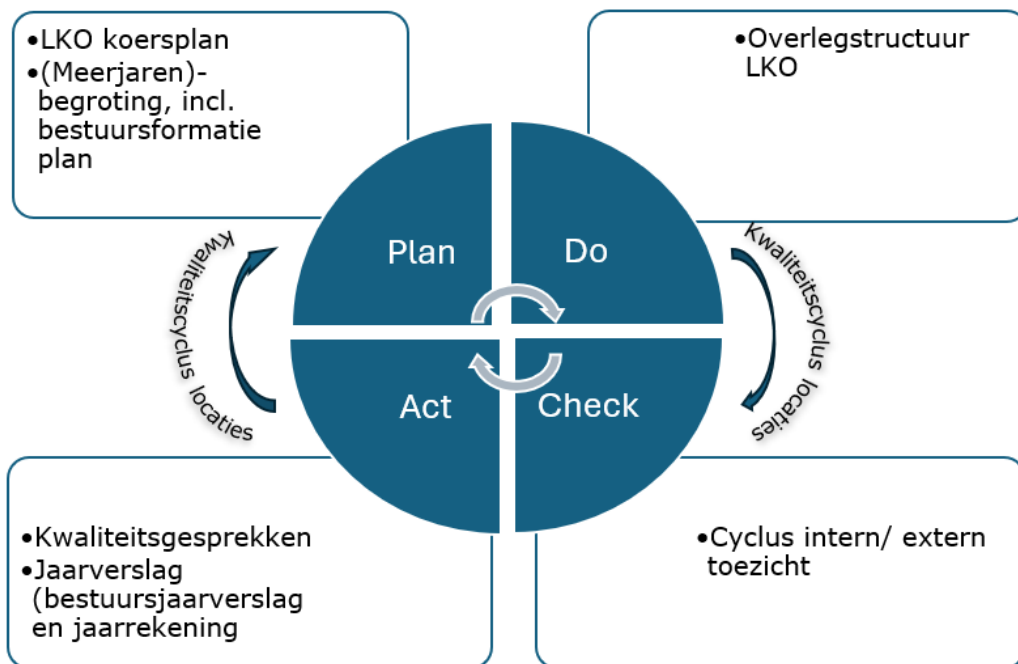 •LKO koersplan
•(Meerjaren)-
begroting, incl.
bestuursformatie
plan
•Overlegstructuur
LKO
Plan
Do
Kwaliteitscyclus locaties
Kwaliteitscyclus locaties
Act
Check
•Kwaliteitsgesprekken
•Jaarverslag
(bestuursjaarverslag
en jaarrekening
•Cyclus intern/ extern
toezicht